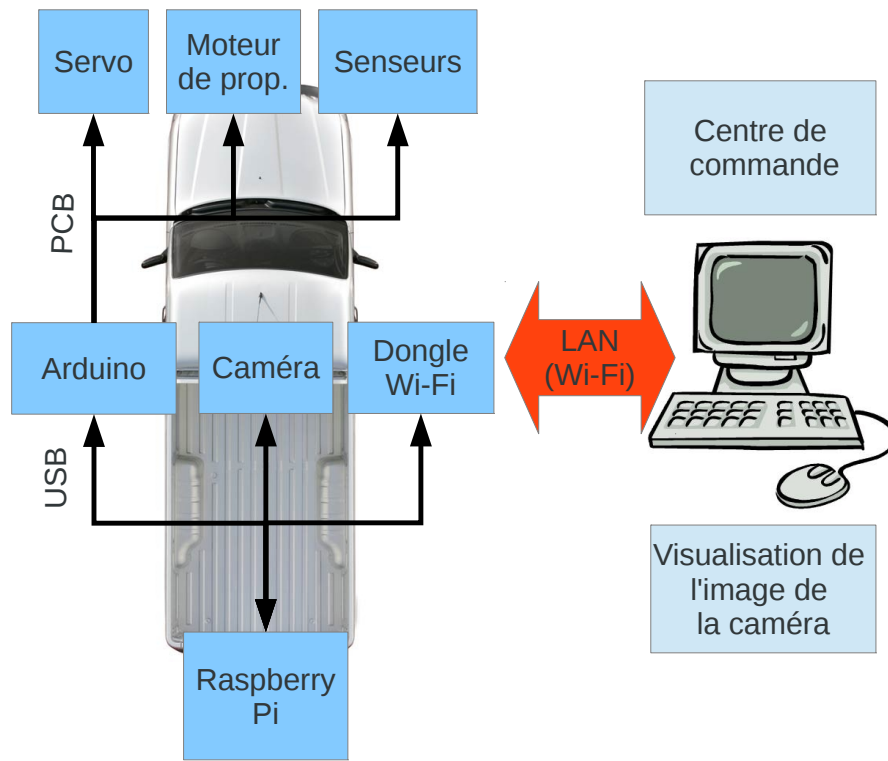 Servo
Moteur
de prop.
Senseurs
Centre de
commande
PCB
Arduino
Caméra
Dongle
Wi-Fi
LAN
(Wi-Fi)
USB
Visualisation de
l'image de
la caméra
Raspberry
Pi